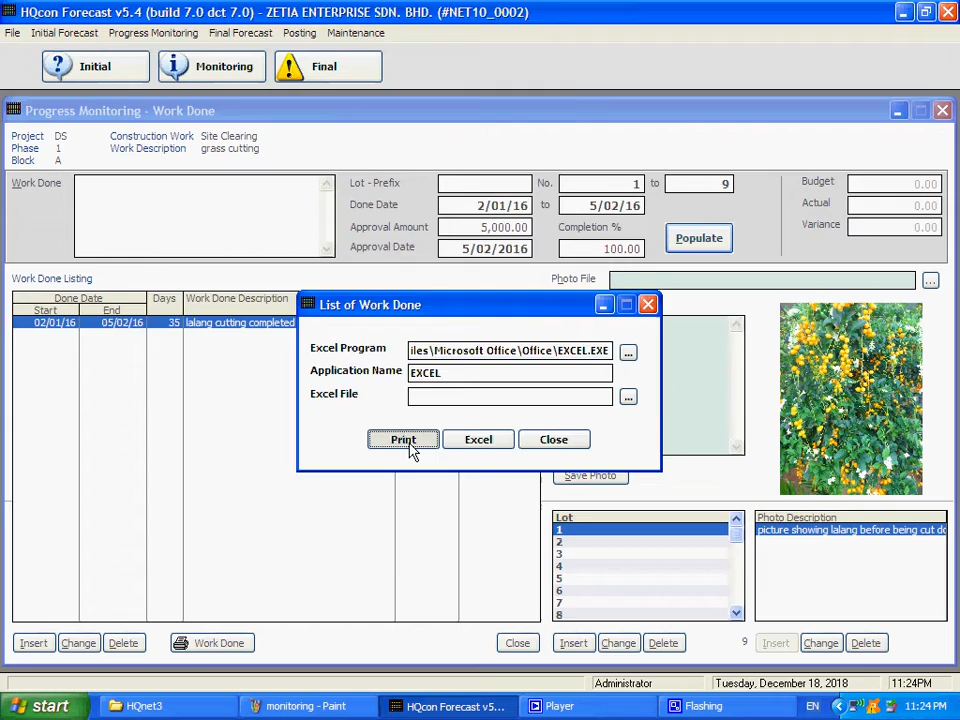 HQcon Forecast v5.4 (build 7.0 dct 7.0) - ZETIA ENTERPRISE SDN. BHD. (#NET10_0002)
File Initial Forecast Progress Monitoring Final Forecast Posting Maintenance
Initial Monitoring Final
Progress Monitoring - Work Done
Project DS Construction Work Site Clearing
Phase 1 Work Description grass cutting
Block A
Work Done Lot - Prefix No. 1 to 9 Budget 0.00
Done Date 2/01/16 to 5/02/16 Actual 0.00
Approval Amount 5,000.00 Completion % Populate Variance 0.00
Approval Date 5/02/2016 100.00
Work Done Listing Photo File ...
Done Date Days Work Done Description
Start End
02/01/16 05/02/16 35 lalang cutting completed
List of Work Done
Excel Program iles\Microsoft Office\Office\EXCEL.EXE ...
Application Name EXCEL
Excel File ...
Print Excel Close
Save Photo
Lot Photo Description
1 picture showing lalang before being cut do
2
3
4
5
6
7
8
Insert Change Delete Work Done Close Insert Change Delete 9 Insert Change Delete
Administrator Tuesday, December 18, 2018 11:24PM
start HQnet3 monitoring - Paint HQcon Forecast v5... Player Flashing EN 11:24 PM